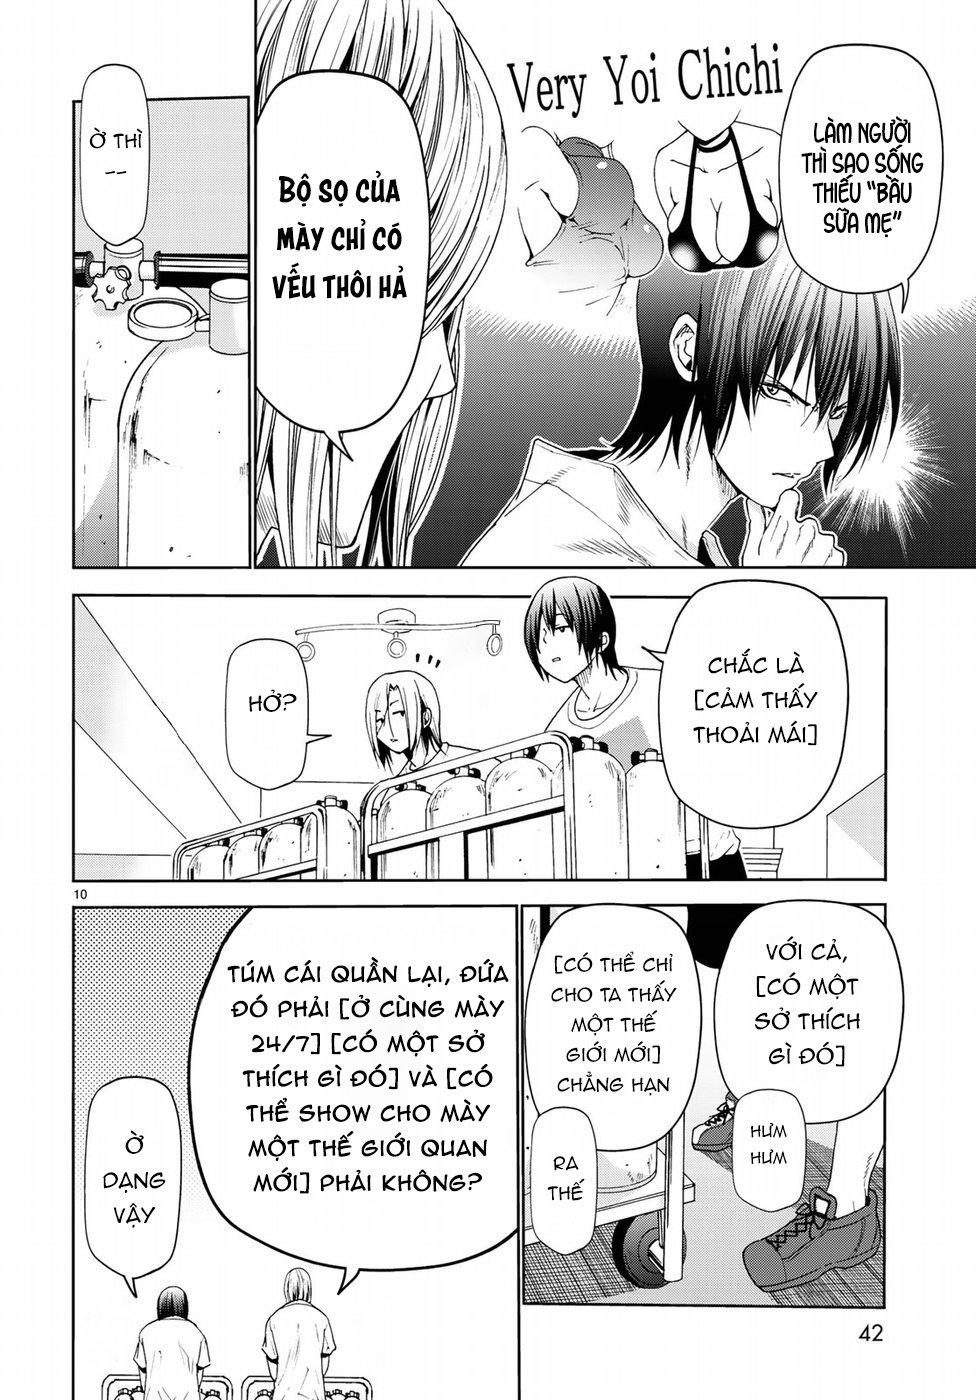 Very Yoi Chichi
LÀM NGƯỜI
THÌ SAO SỐNG
THIẾU "BẦU
SỮA MẸ"
BỘ SỌ CỦA
MÀY CHỈ CÓ
VẾU THÔI HẢ
Ờ THÌ
--
CHẮC LÀ
[CẢM THẤY
THOẢI MÁI]
HỞ?
10
VỚI CẢ,
[CÓ MỘT
SỞ THÍCH
GÌ ĐÓ]
HƯM
HƯM
[CÓ THỂ CHỈ
CHO TA THẤY
MỘT THẾ
GIỚI MỚI]
CHẲNG HẠN
RA
THẾ
TÚM CÁI QUẦN LẠI, ĐỨA
ĐÓ PHẢI [Ở CÙNG MÀY
24/7] [CÓ MỘT SỞ
THÍCH GÌ ĐÓ] VÀ [CÓ
THỂ SHOW CHO MÀY
MỘT THẾ GIỚI QUAN
MỚI] PHẢI KHÔNG?
Ờ
DẠNG
VẬY
42